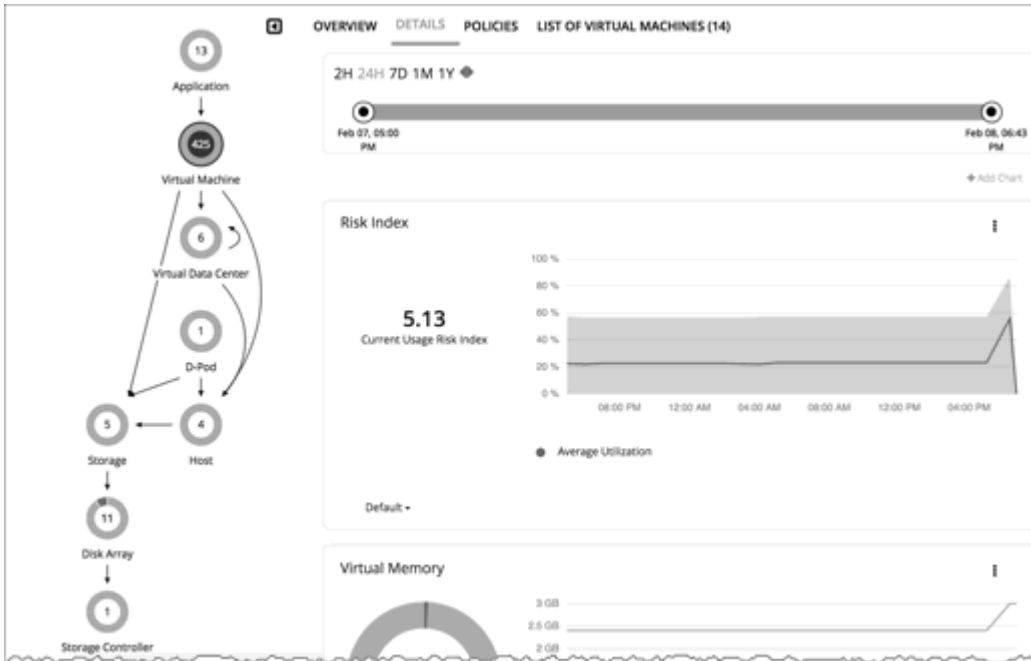 13
Application
425
Virtual Machine
6
Virtual Data Center
1
D-Pod
5
4
Storage
Host
11
Disk Array
1
Storage Controller
OVERVIEW DETAILS POLICIES LIST OF VIRTUAL MACHINES (14)
2H 24H 7D 1M 1Y
Feb 07, 05:00
PM
Feb 08, 06:43
PM
+ Add Chart
Risk Index
5.13
Current Usage Risk Index
100 %
80 %
60 %
40 %
20 %
0 %
08:00 PM 12:00 AM 04:00 AM 08:00 AM 12:00 PM 04:00 PM
Average Utilization
Default
Virtual Memory
3 GB
2.5 GB
2 GB